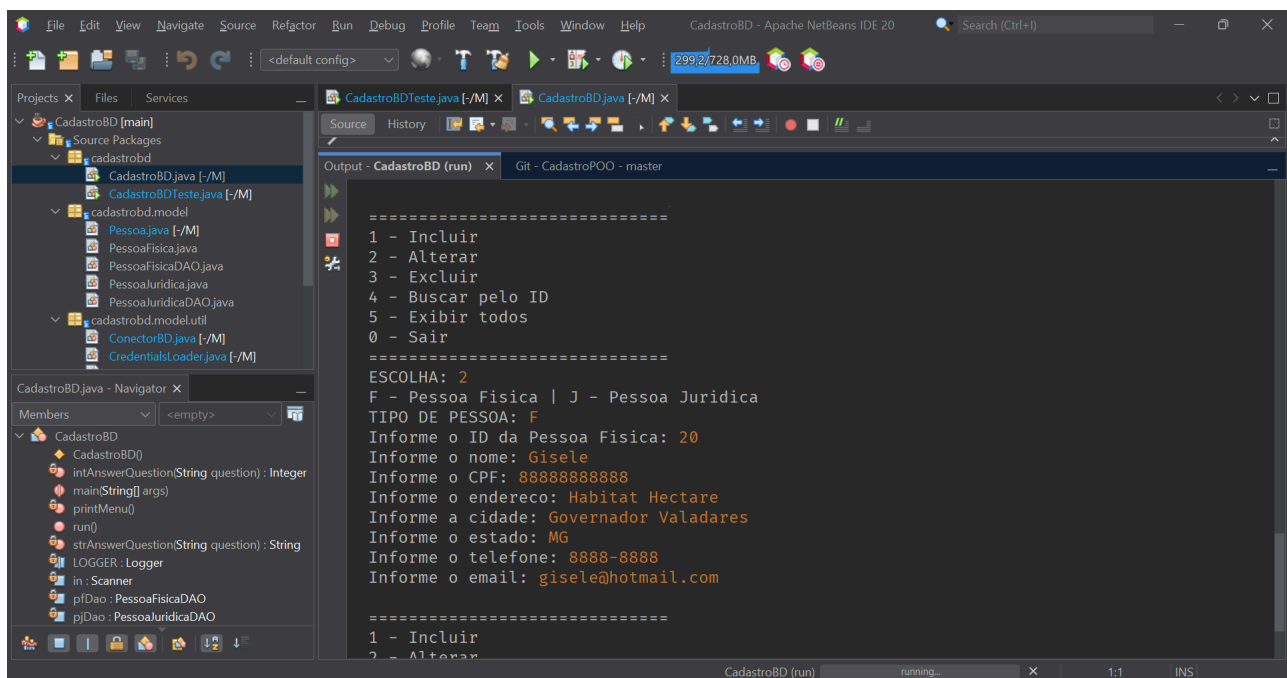 File Edit View Navigate Source Refactor Run Debug Profile Team Tools Window Help CadastroBD - Apache NetBeans IDE 20 Search (Ctrl+I)
<default config> 299,2/728,0MB
Projects Files Services
CadastroBDTeste.java [-/M] CadastroBD.java [-/M]
CadastroBD [main]
Source Packages
cadastrobd
CadastroBD.java [-/M]
CadastroBDTeste.java [-/M]
cadastrobd.model
Pessoa.java [-/M]
PessoaFisica.java
PessoaFisicaDAO.java
PessoaJuridica.java
PessoaJuridicaDAO.java
cadastrobd.model.util
ConectorBD.java [-/M]
CredentialsLoader.java [-/M]
CadastroBD.java - Navigator
Members <empty>
CadastroBD
CadastroBD()
intAnswerQuestion(String question) : Integer
main(String[] args)
printMenu()
run()
strAnswerQuestion(String question) : String
LOGGER : Logger
in : Scanner
pfDao : PessoaFisicaDAO
pjDao : PessoaJuridicaDAO
Source History
Output - CadastroBD (run) Git - CadastroPOO - master
==============================
1 - Incluir
2 - Alterar
3 - Excluir
4 - Buscar pelo ID
5 - Exibir todos
0 - Sair
==============================
ESCOLHA: 2
F - Pessoa Fisica | J - Pessoa Juridica
TIPO DE PESSOA: F
Informe o ID da Pessoa Fisica: 20
Informe o nome: Gisele
Informe o CPF: 88888888888
Informe o endereco: Habitat Hectare
Informe a cidade: Governador Valadares
Informe o estado: MG
Informe o telefone: 8888-8888
Informe o email: gisele@hotmail.com
==============================
1 - Incluir
2 - Alterar
CadastroBD (run) running... 1:1 INS